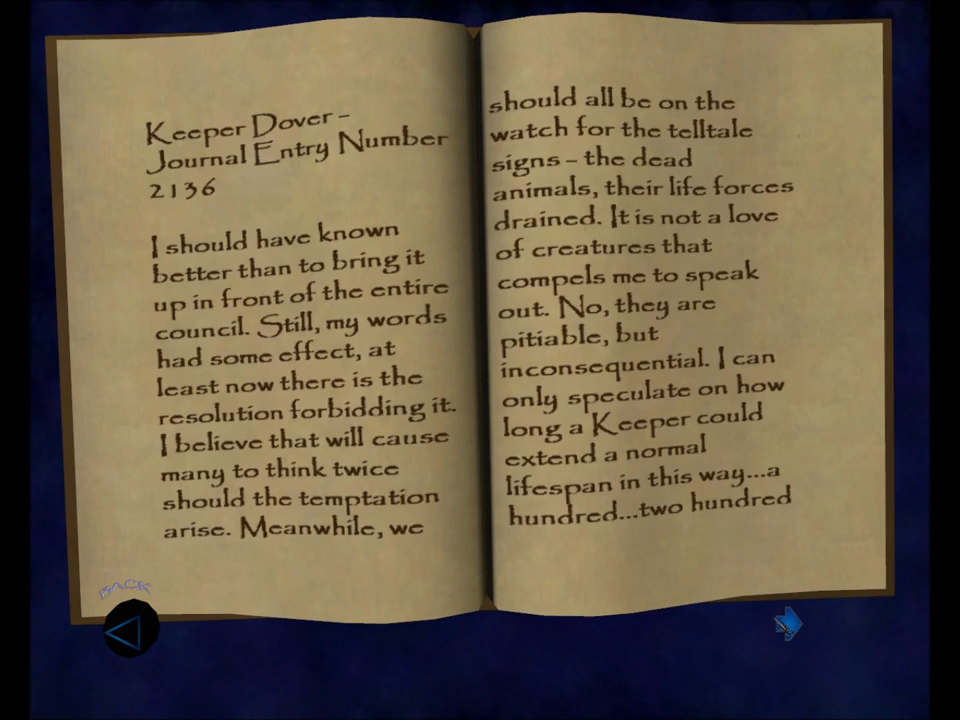 Keeper Dover -
Journal Entry Number
2136
I should have known
better than to bring it
up in front of the entire
council. Still, my words
had some effect, at
least now there is the
resolution forbidding it.
I believe that will cause
many to think twice
should the temptation
arise. Meanwhile, we
should all be on the
watch for the telltale
signs - the dead
animals, their life forces
drained. It is not a love
of creatures that
compels me to speak
out. No, they are
pitiable, but
inconsequential. I can
only speculate on how
long a Keeper could
extend a normal
lifespan in this way...a
hundred...two hundred
BACK